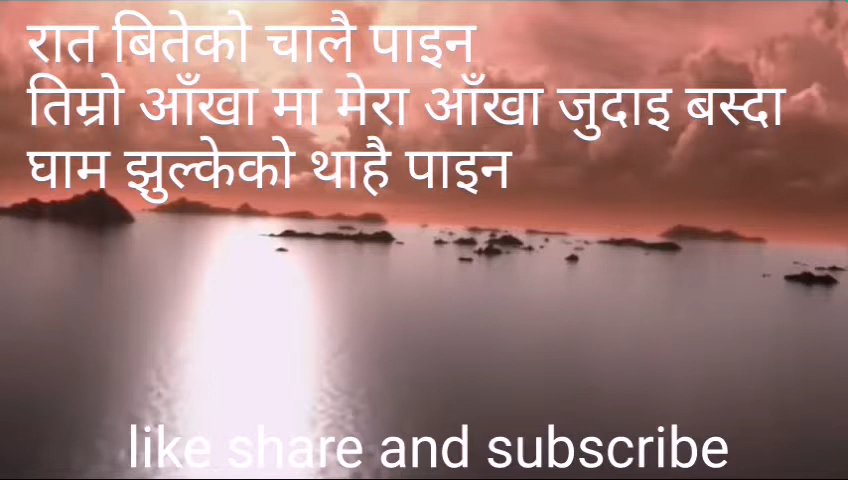 रात बितेको चालै पाइन
तिम्रो आँखा मा मेरा आँखा जुदाइ बस्दा
घाम झुल्केको थाहै पाइन
like share and subscribe